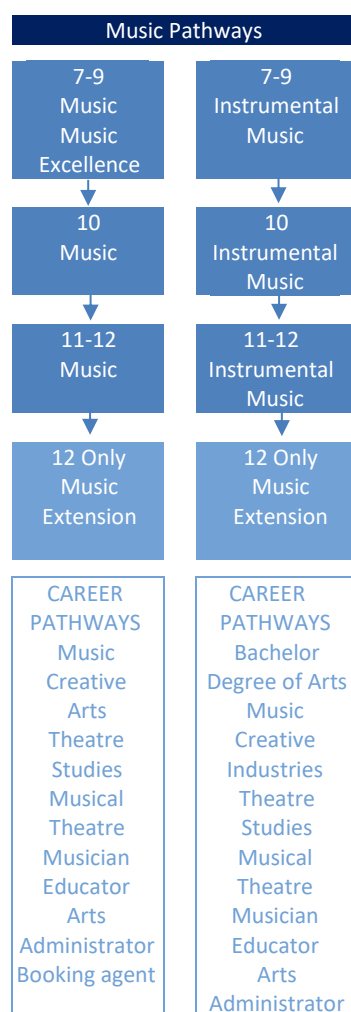 Music Pathways
7-9
Music
Music
Excellence
10
Music
11-12
Music
12 Only
Music
Extension
CAREER
PATHWAYS
Music
Creative
Arts
Theatre
Studies
Musical
Theatre
Musician
Educator
Arts
Administrator
Booking agent
7-9
Instrumental
Music
10
Instrumental
Music
11-12
Instrumental
Music
12 Only
Music
Extension
CAREER
PATHWAYS
Bachelor
Degree of Arts
Music
Creative
Industries
Theatre
Studies
Musical
Theatre
Musician
Educator
Arts
Administrator